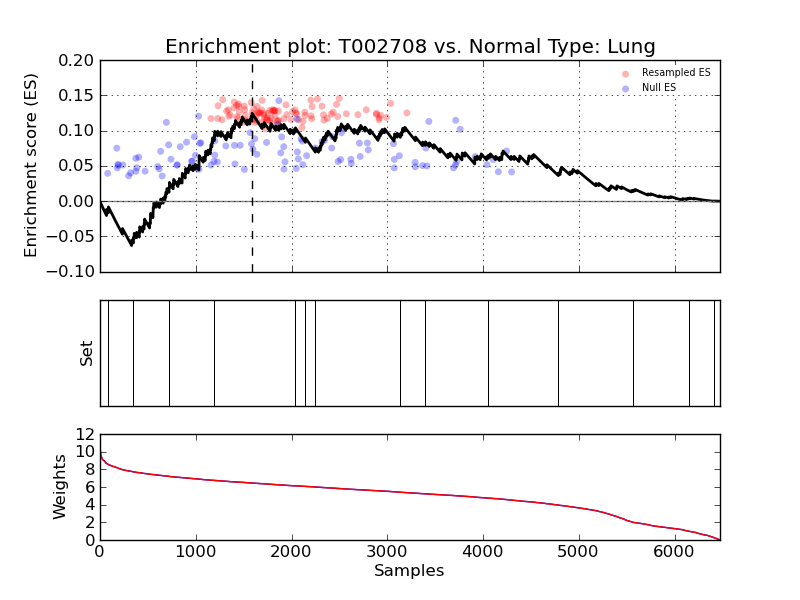 Enrichment plot: T002708 vs. Normal Type: Lung
Enrichment score (ES)
0.20
0.15
0.10
0.05
0.00
−0.05
−0.10
Resampled ES
Null ES
Set
Weights
12
10
8
6
4
2
0
0 1000 2000 3000 4000 5000 6000
Samples